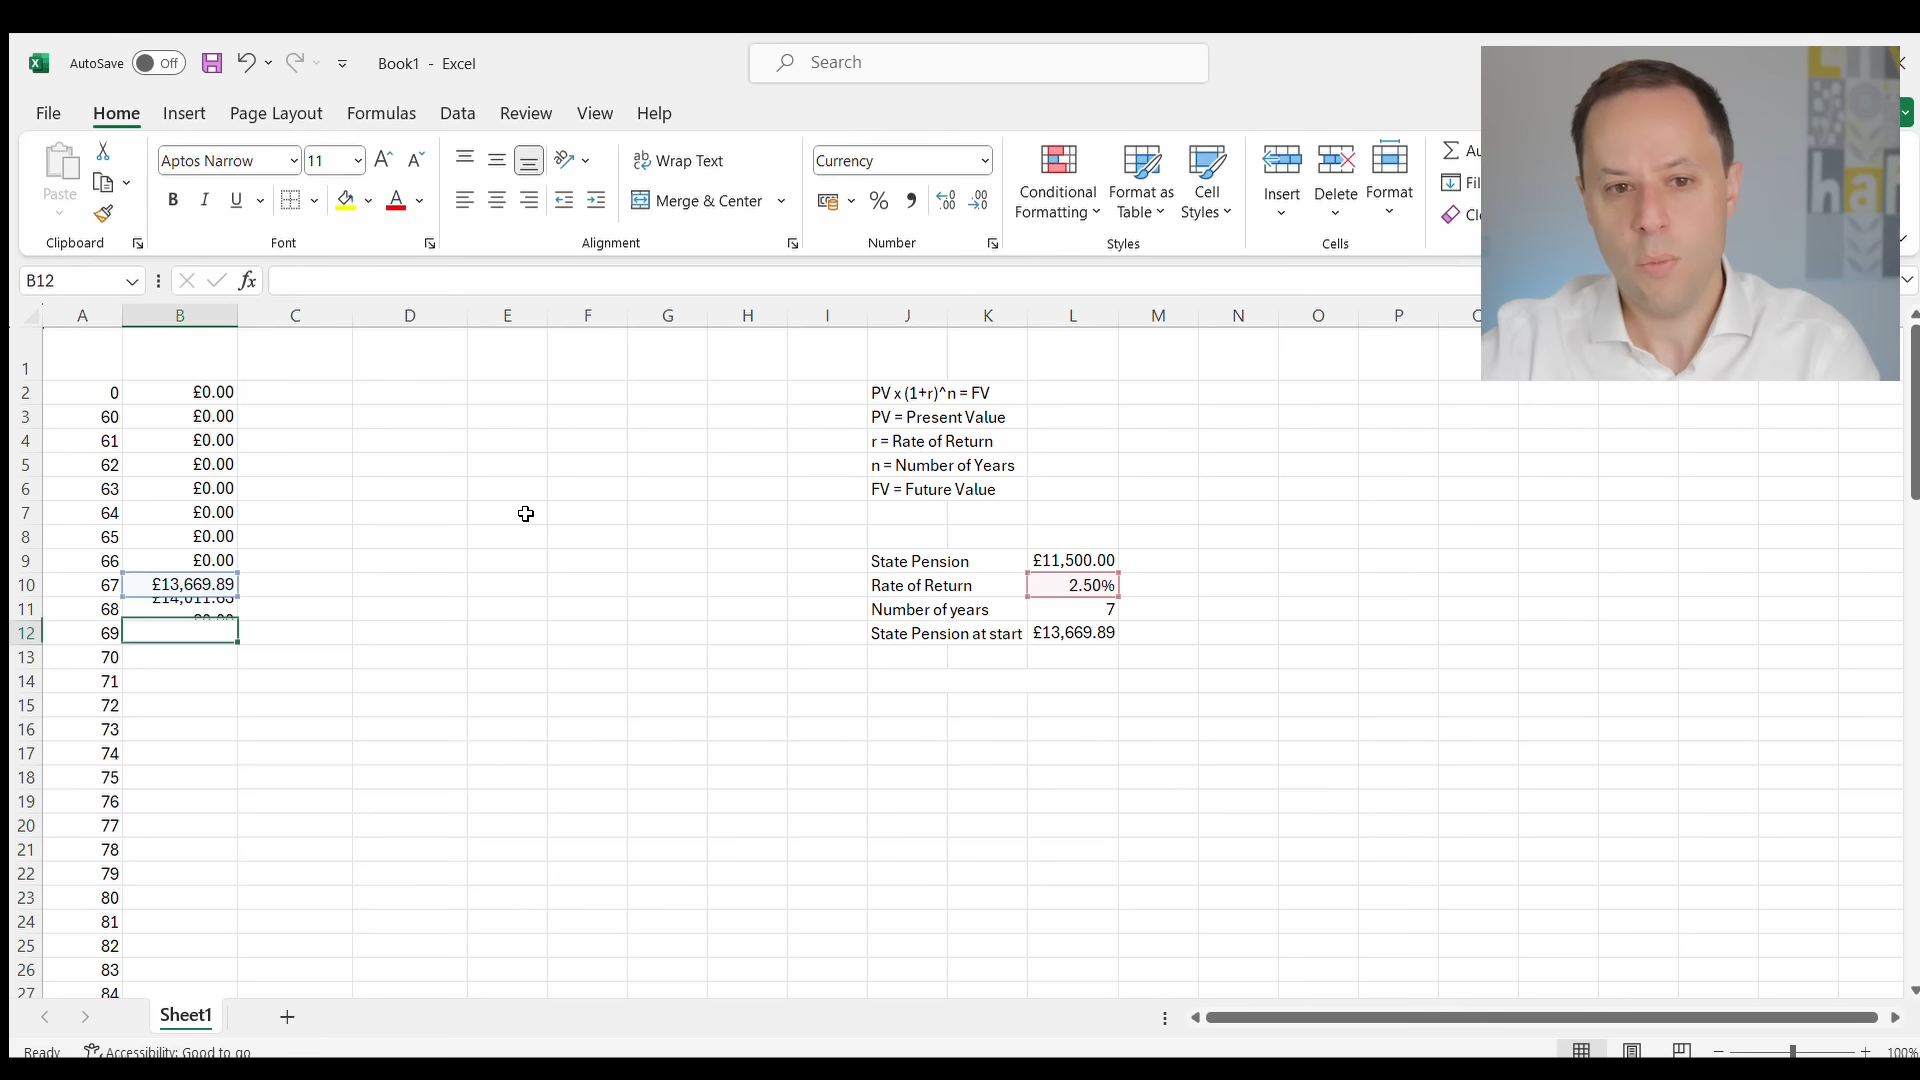 AutoSave Off Book1 - Excel Search
File Home Insert Page Layout Formulas Data Review View Help
Paste Aptos Narrow 11 Wrap Text Currency Conditional Formatting Format as Table Cell Styles Insert Delete Format
B I U A Merge & Center % Σ
Clipboard Font Alignment Number Styles Cells
B12 fx
A B C D E F G H I J K L M N O P
1
2 0 £0.00 PV x (1+r)^n = FV
3 60 £0.00 PV = Present Value
4 61 £0.00 r = Rate of Return
5 62 £0.00 n = Number of Years
6 63 £0.00 FV = Future Value
7 64 £0.00
8 65 £0.00
9 66 £0.00 State Pension £11,500.00
10 67 £13,669.89 Rate of Return 2.50%
11 68 £14,011.63 Number of years 7
12 69 State Pension at start £13,669.89
13 70
14 71
15 72
16 73
17 74
18 75
19 76
20 77
21 78
22 79
23 80
24 81
25 82
26 83
27 84
Sheet1
Ready Accessibility: Good to go 100%